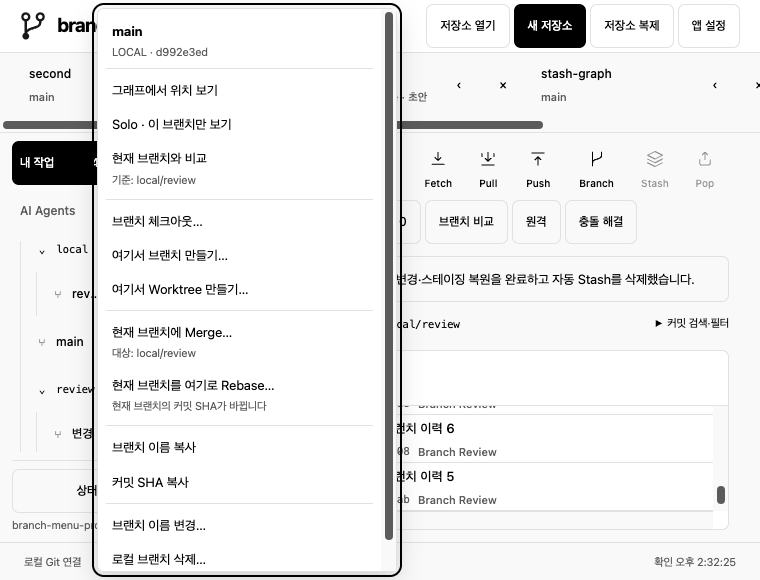 bran
저장소 열기
새 저장소
저장소 복제
앱 설정
second
main
초안
stash-graph
main
내 작업
AI Agents
local
rev..
main
review
변경
상태
branch-menu-pro
로컬 Git 연결
main
LOCAL · d992e3ed
그래프에서 위치 보기
Solo · 이 브랜치만 보기
현재 브랜치와 비교
기준: local/review
브랜치 체크아웃...
여기서 브랜치 만들기...
여기서 Worktree 만들기...
현재 브랜치에 Merge...
대상: local/review
현재 브랜치를 여기로 Rebase...
현재 브랜치의 커밋 SHA가 바뀝니다
브랜치 이름 복사
커밋 SHA 복사
브랜치 이름 변경...
로컬 브랜치 삭제...
Fetch
Pull
Push
Branch
Stash
Pop
브랜치 비교
원격
충돌 해결
변경·스테이징 복원을 완료하고 자동 Stash를 삭제했습니다.
cal/review
▶ 커밋 검색·필터
Branch Review
랜치 이력 6
08 Branch Review
랜치 이력 5
ab Branch Review
확인 오후 2:32:25